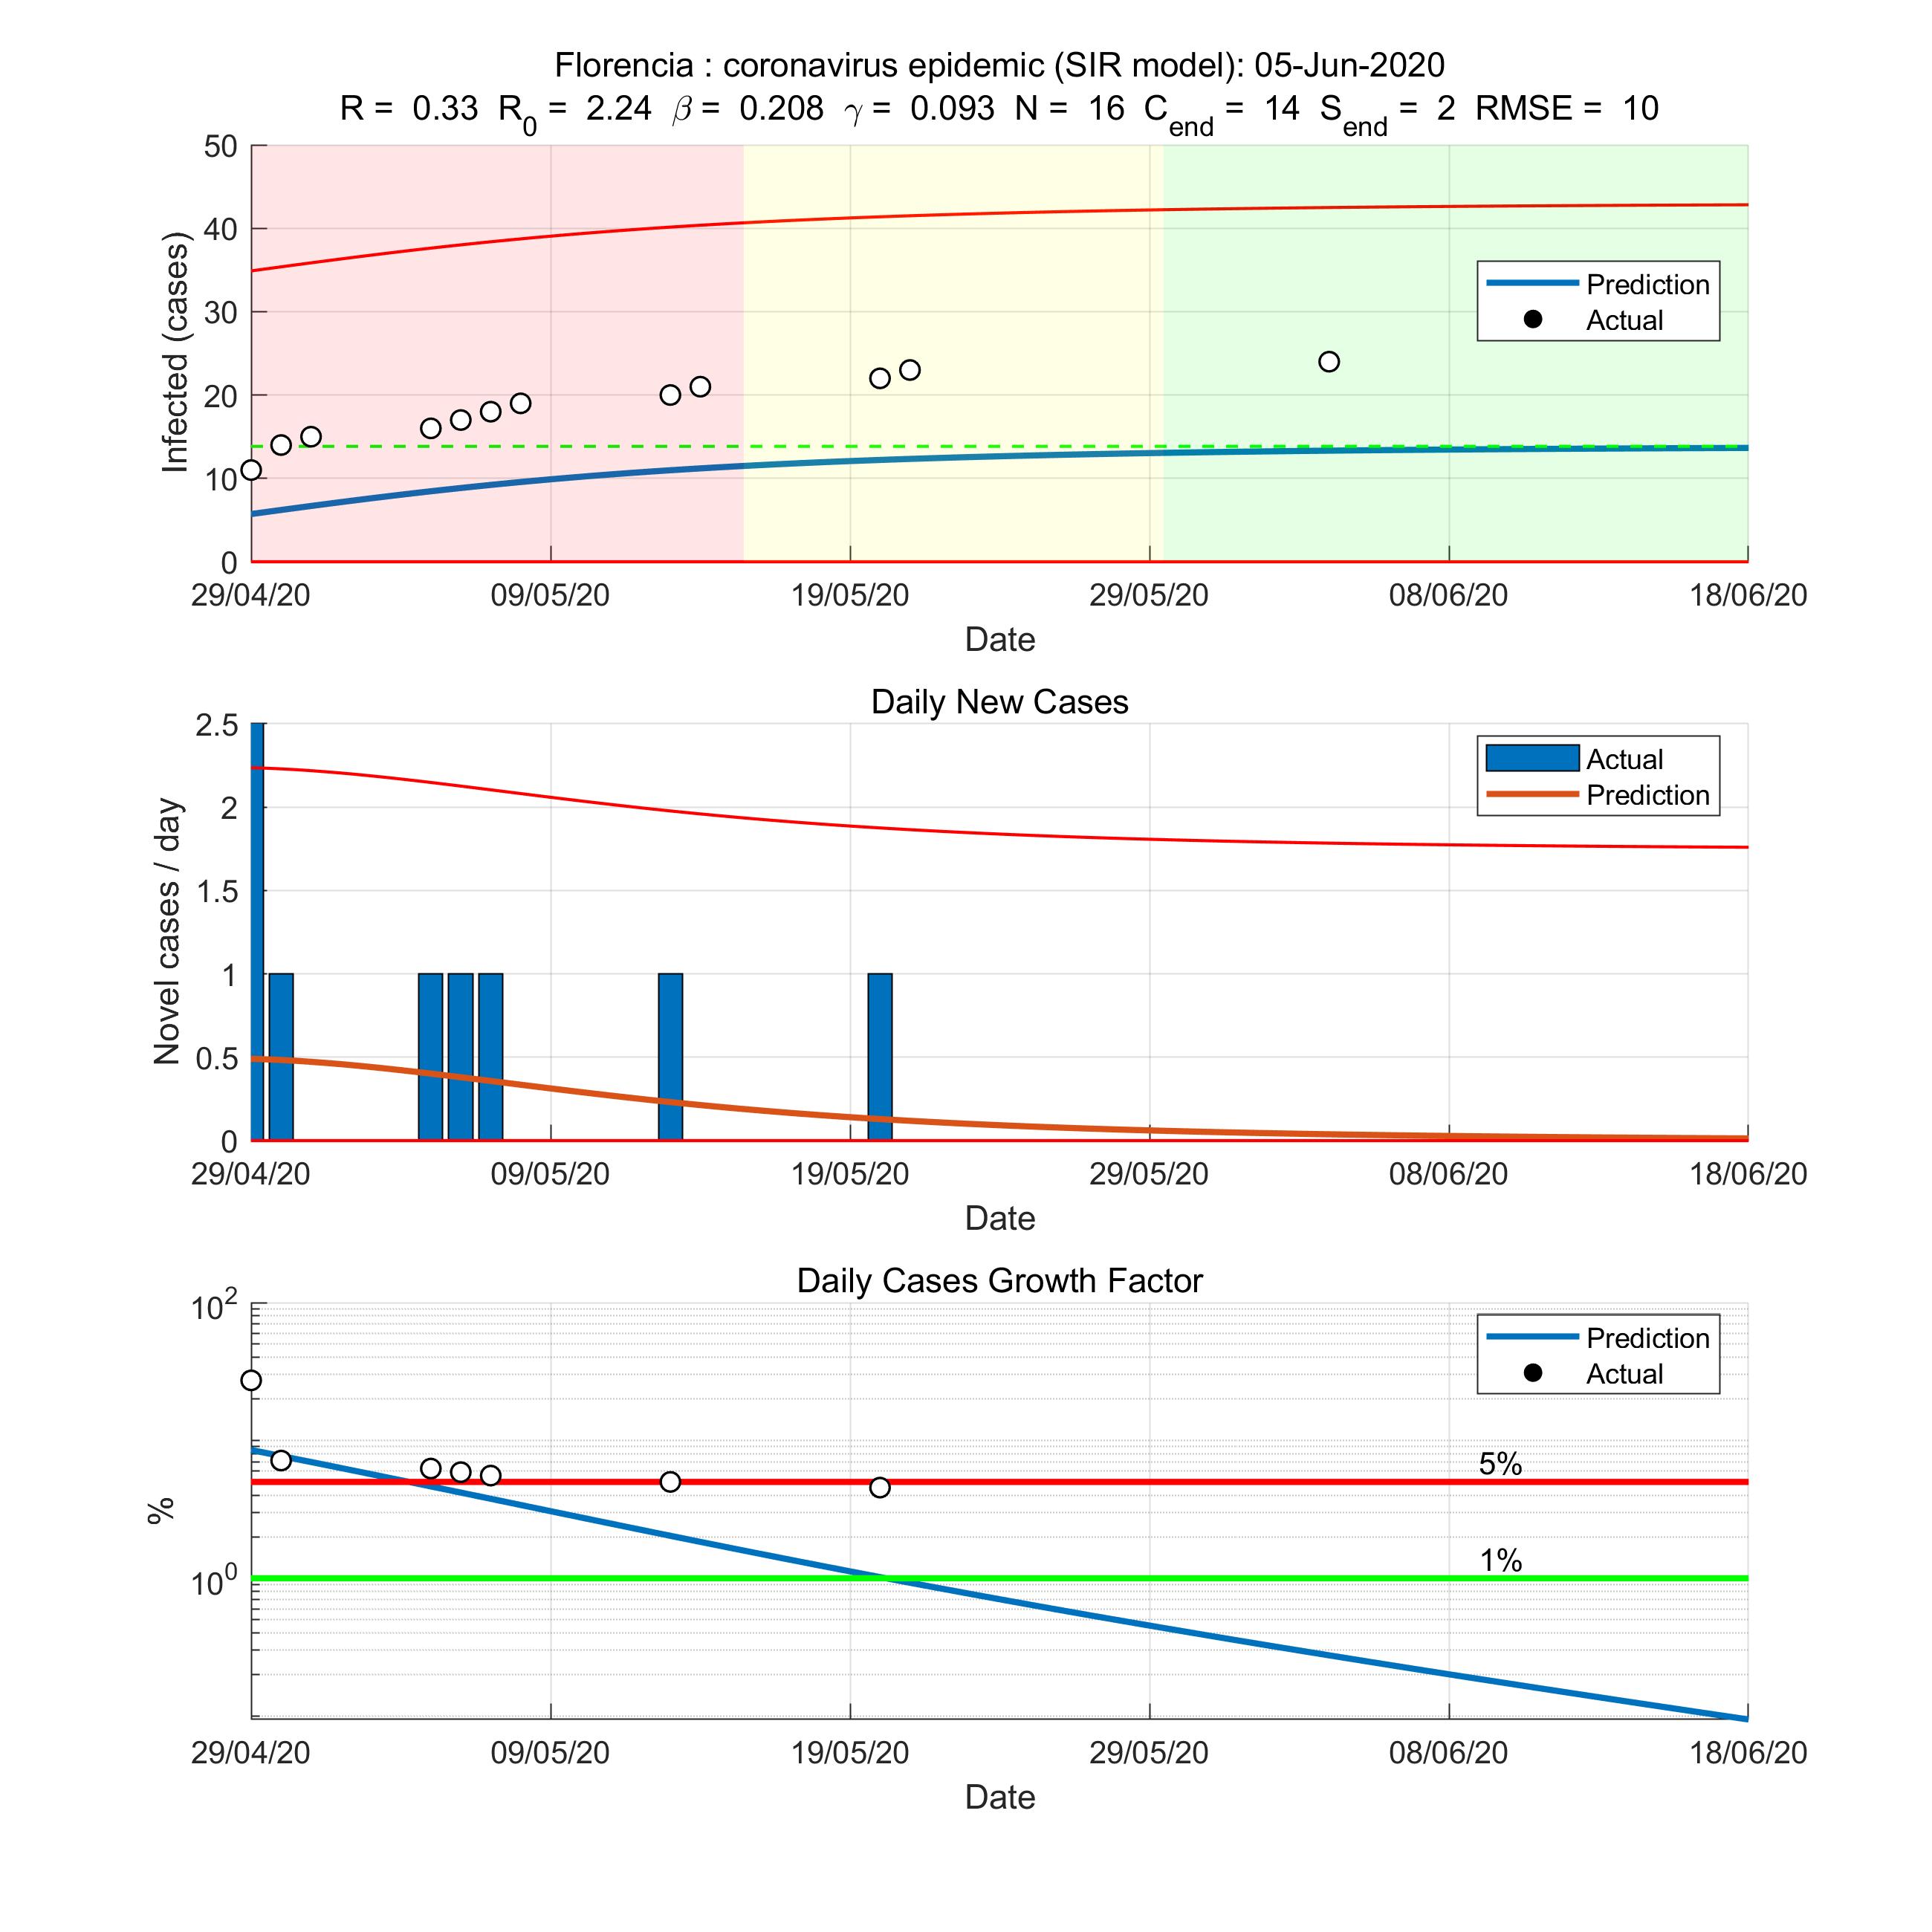 Florencia : coronavirus epidemic (SIR model): 05-Jun-2020
R = 0.33 R0 = 2.24 β = 0.208 γ = 0.093 N = 16 Cend = 14 Send = 2 RMSE = 10
50
40
30
20
10
0
Infected (cases)
Prediction
Actual
29/04/20 09/05/20 19/05/20 29/05/20 08/06/20 18/06/20
Date
Daily New Cases
2.5
2
1.5
1
0.5
0
Novel cases / day
Actual
Prediction
29/04/20 09/05/20 19/05/20 29/05/20 08/06/20 18/06/20
Date
Daily Cases Growth Factor
10^2
10^0
%
Prediction
Actual
5%
1%
29/04/20 09/05/20 19/05/20 29/05/20 08/06/20 18/06/20
Date